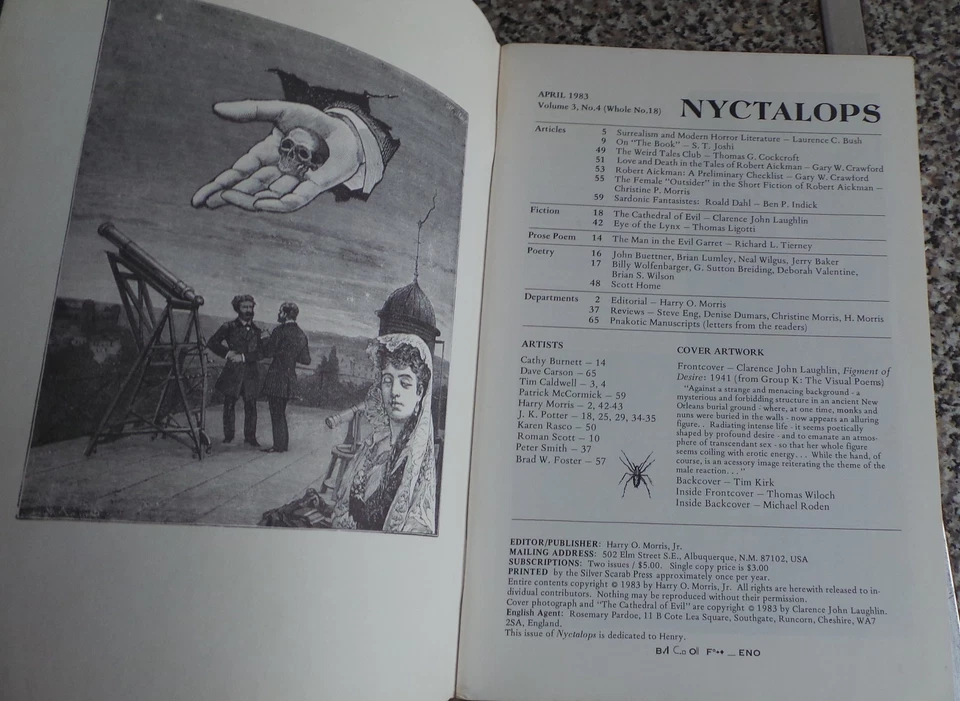 APRIL 1983
Volume 3, No.4 (Whole No.18)
NYCTALOPS
Articles
5 Surrealism and Modern Horror Literature — Laurence C. Bush
9 On "The Book" — S. T. Joshi
49 The Weird Tales Club — Thomas G. Cockcroft
51 Love and Death in the Tales of Robert Aickman — Gary W. Crawford
53 Robert Aickman: A Preliminary Checklist — Gary W. Crawford
55 The Female "Outsider" in the Short Fiction of Robert Aickman —
Christine P. Morris
59 Sardonic Fantasistes: Roald Dahl — Ben P. Indick
Fiction
18 The Cathedral of Evil — Clarence John Laughlin
42 Eye of the Lynx — Thomas Ligotti
Prose Poem 14 The Man in the Evil Garret — Richard L. Tierney
Poetry
16 John Buettner, Brian Lumley, Neal Wilgus, Jerry Baker
17 Billy Wolfenbarger, G. Sutton Breiding, Deborah Valentine,
Brian S. Wilson
48 Scott Home
Departments 2 Editorial — Harry O. Morris
37 Reviews — Steve Eng, Denise Dumars, Christine Morris, H. Morris
65 Pnakotic Manuscripts (letters from the readers)
ARTISTS
Cathy Burnett — 14
Dave Carson — 65
Tim Caldwell — 3, 4
Patrick McCormick — 59
Harry Morris — 2, 42-43
J. K. Potter — 18, 25, 29, 34-35
Karen Rasco — 50
Roman Scott — 10
Peter Smith — 37
Brad W. Foster — 57
COVER ARTWORK
Frontcover — Clarence John Laughlin, Figment of
Desire: 1941 (from Group K: The Visual Poems)
"Against a strange and menacing background - a
mysterious and forbidding structure in an ancient New
Orleans burial ground - where, at one time, monks and
nuns were buried in the walls - now appears an alluring
figure. . Radiating intense life - it seems poetically
shaped by profound desire - and to emanate an atmos-
phere of transcendant sex - so that her whole figure
seems coiling with erotic energy. . . While the hand, of
course, is an acessory image reiterating the theme of the
male reaction. . ."
Backcover — Tim Kirk
Inside Frontcover — Thomas Wiloch
Inside Backcover — Michael Roden
EDITOR/PUBLISHER: Harry O. Morris, Jr.
MAILING ADDRESS: 502 Elm Street S.E., Albuquerque, N.M. 87102, USA
SUBSCRIPTIONS: Two issues / $5.00. Single copy price is $3.00
PRINTED by the Silver Scarab Press approximately once per year.
Entire contents copyright © 1983 by Harry O. Morris, Jr. All rights are herewith released to in-
dividual contributors. Nothing may be reproduced without their permission.
Cover photograph and "The Cathedral of Evil" are copyright © 1983 by Clarence John Laughlin.
English Agent: Rosemary Pardoe, 11 B Cote Lea Square, Southgate, Runcorn, Cheshire, WA7
2SA, England.
This issue of Nyctalops is dedicated to Henry.
ENO